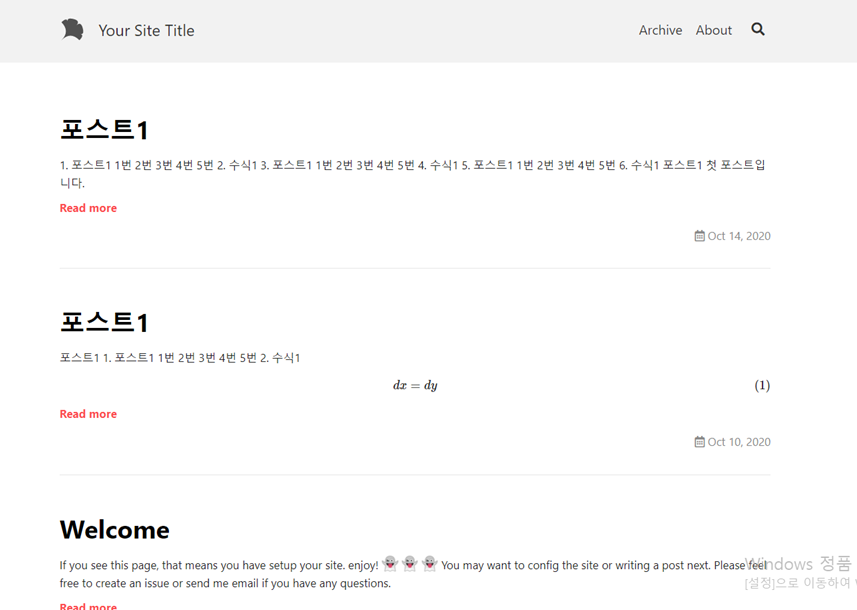 Your Site Title
Archive About
포스트1
1. 포스트1 1번 2번 3번 4번 5번 2. 수식1 3. 포스트1 1번 2번 3번 4번 5번 4. 수식1 5. 포스트1 1번 2번 3번 4번 5번 6. 수식1 포스트1 첫 포스트입
니다.
Read more
Oct 14, 2020
포스트1
포스트1 1. 포스트1 1번 2번 3번 4번 5번 2. 수식1
dx = dy (1)
Read more
Oct 10, 2020
Welcome
If you see this page, that means you have setup your site. enjoy! 👻 👻 👻 You may want to config the site or writing a post next. Please feel
free to create an issue or send me email if you have any questions.
Read more
Windows 정품
[설정]으로 이동하여